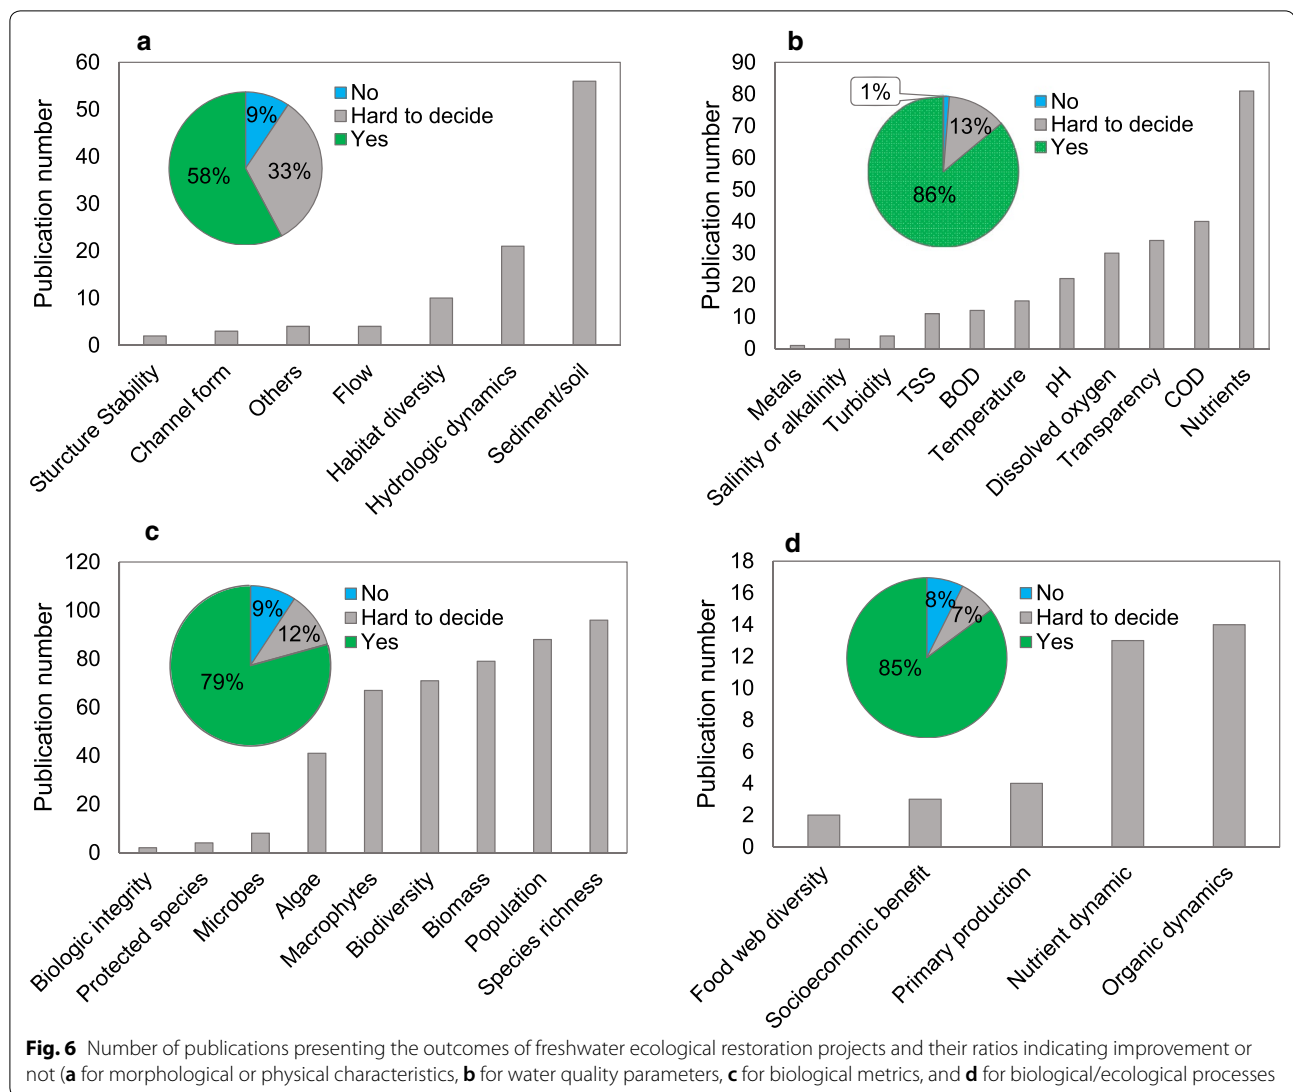 a
60
50
40
30
20
10
0
Publication number
No
Hard to decide
Yes
9%
33%
58%
Sturcture Stability
Channel form
Others
Flow
Habitat diversity
Hydrologic dynamics
Sediment/soil
b
90
80
70
60
50
40
30
20
10
0
Publication number
1%
13%
86%
No
Hard to decide
Yes
Metals
Salinity or alkalinity
Turbidity
TSS
BOD
Temperature
pH
Dissolved oxygen
Transparency
COD
Nutrients
c
120
100
80
60
40
20
0
Publication number
9%
12%
79%
No
Hard to decide
Yes
Biologic integrity
Protected species
Microbes
Algae
Macrophytes
Biodiversity
Biomass
Population
Species richness
d
18
16
14
12
10
8
6
4
2
0
Publication number
8%
7%
85%
No
Hard to decide
Yes
Food web diversity
Socioeconomic benefit
Primary production
Nutrient dynamic
Organic dynamics
Fig. 6 Number of publications presenting the outcomes of freshwater ecological restoration projects and their ratios indicating improvement or
not (a for morphological or physical characteristics, b for water quality parameters, c for biological metrics, and d for biological/ecological processes